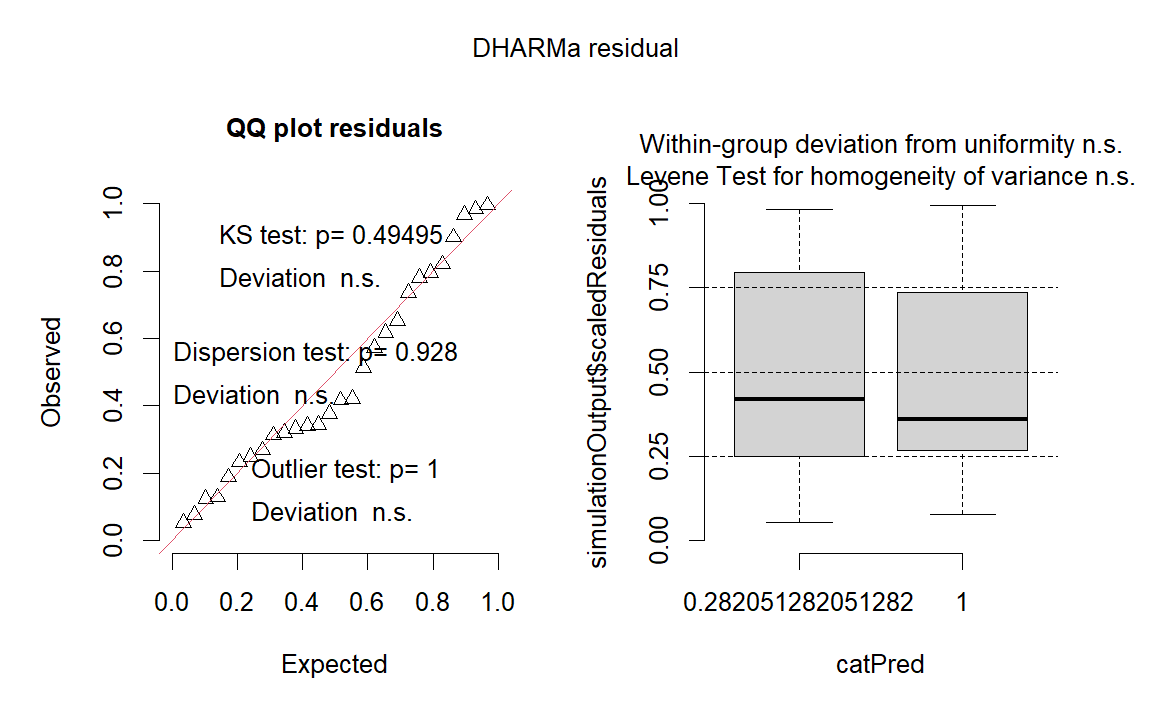 DHARMa residual
QQ plot residuals
KS test: p= 0.49495
Deviation  n.s.
Dispersion test: p= 0.928
Deviation  n.s.
Outlier test: p= 1
Deviation  n.s.
Observed
0.0
0.2
0.4
0.6
0.8
1.0
0.0 0.2 0.4 0.6 0.8 1.0
Expected
Within-group deviation from uniformity n.s.
Levene Test for homogeneity of variance n.s.
simulationOutput$scaledResiduals
0.00
0.25
0.50
0.75
1.00
0.282051282051282 1
catPred